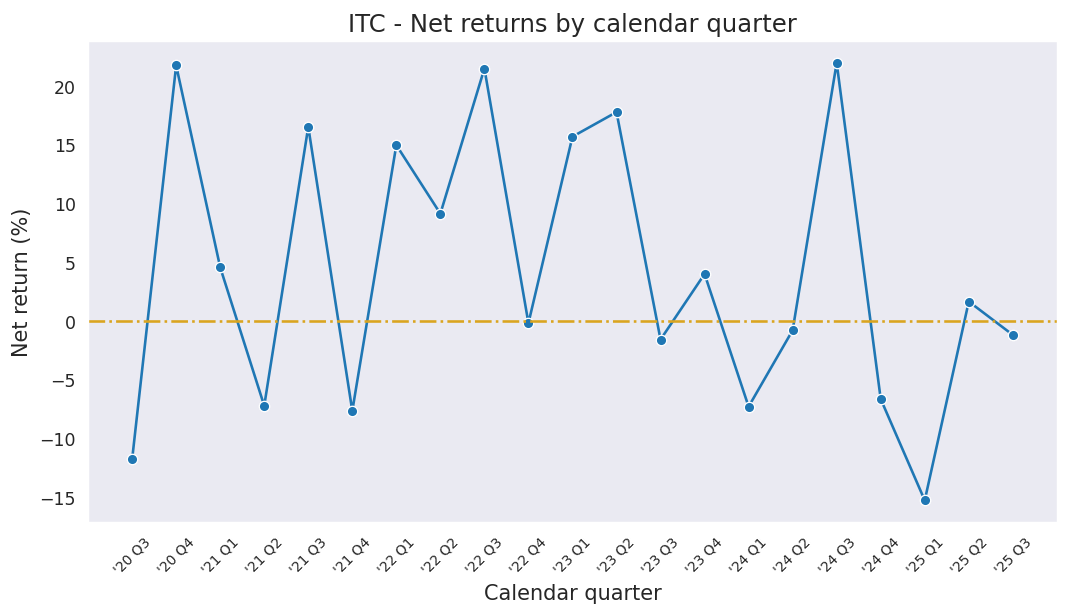 ITC - Net returns by calendar quarter
Net return (%)
20
15
10
5
0
−5
−10
−15
'20 Q3
'20 Q4
'21 Q1
'21 Q2
'21 Q3
'21 Q4
'22 Q1
'22 Q2
'22 Q3
'22 Q4
'23 Q1
'23 Q2
'23 Q3
'23 Q4
'24 Q1
'24 Q2
'24 Q3
'24 Q4
'25 Q1
'25 Q2
'25 Q3
Calendar quarter